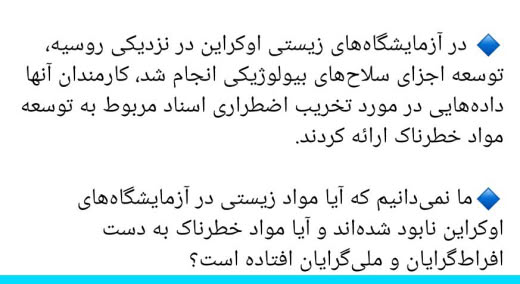 🔷 در آزمایشگاه‌های زیستی اوکراین در نزدیکی روسیه،
توسعه اجزای سلاح‌های بیولوژیکی انجام شد، کارمندان آنها
داده‌هایی در مورد تخریب اضطراری اسناد مربوط به توسعه
مواد خطرناک ارائه کردند.
🔷 ما نمی‌دانیم که آیا مواد زیستی در آزمایشگاه‌های
اوکراین نابود شده‌اند و آیا مواد خطرناک به دست
افراط‌گرایان و ملی‌گرایان افتاده است؟